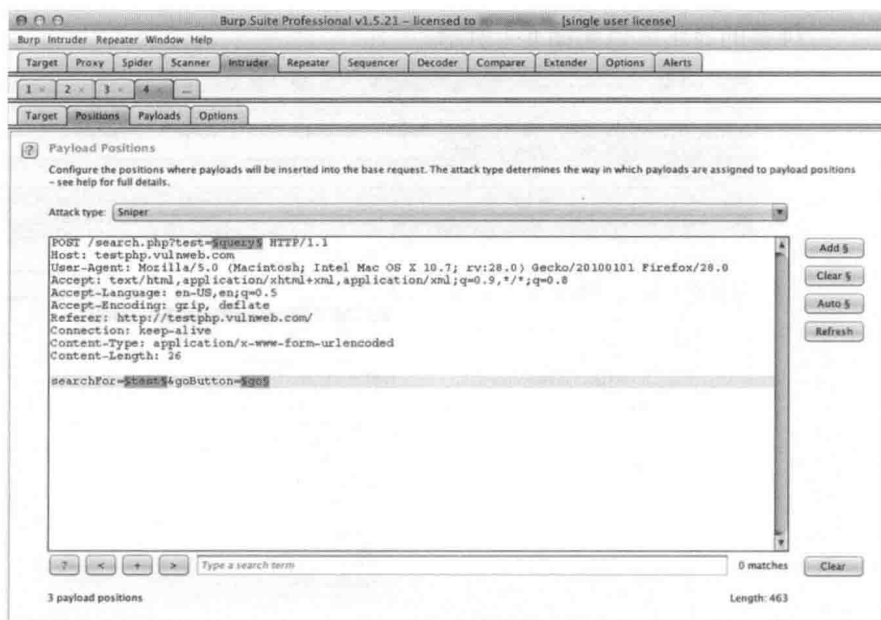 Burp Suite Professional v1.5.21 – licensed to [single user license]
Burp Intruder Repeater Window Help
Target Proxy Spider Scanner Intruder Repeater Sequencer Decoder Comparer Extender Options Alerts
1 × 2 × 3 × 4 × ...
Target Positions Payloads Options
? Payload Positions
Configure the positions where payloads will be inserted into the base request. The attack type determines the way in which payloads are assigned to payload positions
– see help for full details.
Attack type: Sniper
POST /search.php?test=§query§ HTTP/1.1
Host: testphp.vulnweb.com
User-Agent: Mozilla/5.0 (Macintosh; Intel Mac OS X 10.7; rv:28.0) Gecko/20100101 Firefox/28.0
Accept: text/html,application/xhtml+xml,application/xml;q=0.9,*/*;q=0.8
Accept-Language: en-US,en;q=0.5
Accept-Encoding: gzip, deflate
Referer: http://testphp.vulnweb.com/
Connection: keep-alive
Content-Type: application/x-www-form-urlencoded
Content-Length: 26
searchFor=§test§&goButton=§go§
Add §
Clear §
Auto §
Refresh
? < + > Type a search term 0 matches Clear
3 payload positions Length: 463